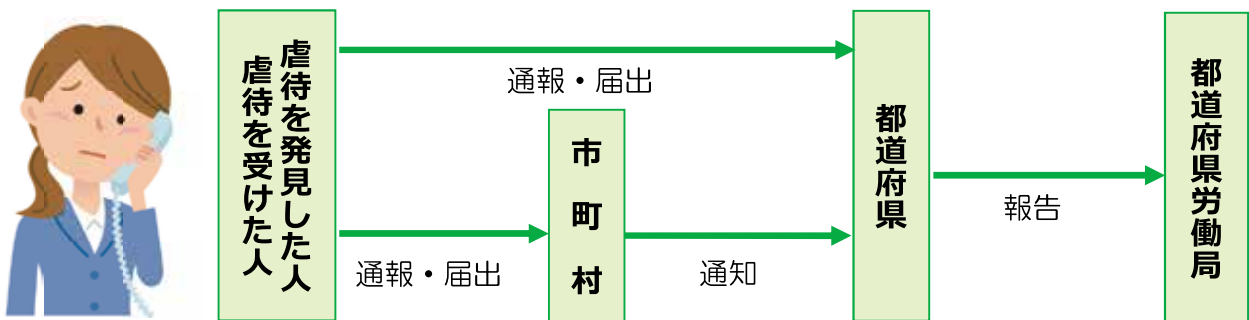 虐待を発見した人
虐待を受けた人
通報・届出
通報・届出
市町村
通知
都道府県
報告
都道府県労働局